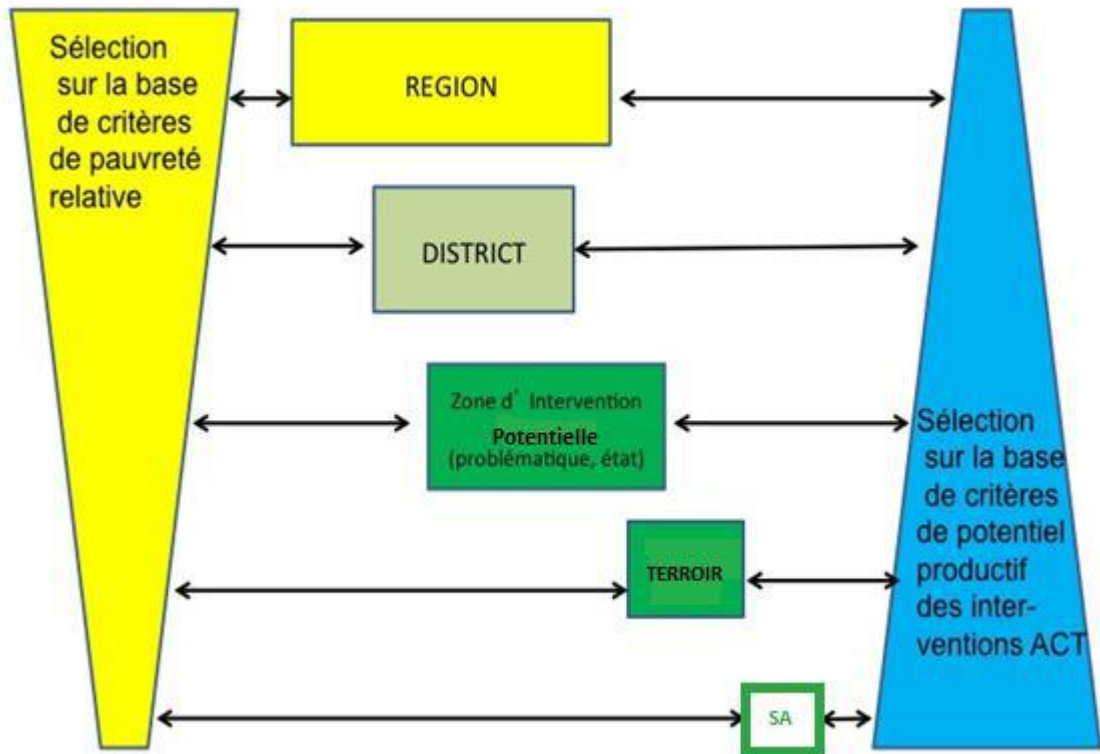 Sélection
sur la base
de critères
de pauvreté
relative
REGION
DISTRICT
Zone d' Intervention
Potentielle
(problématique, état)
Sélection
sur la base
de critères
de potentiel
productif
des inter-
ventions ACT
TERROIR
SA